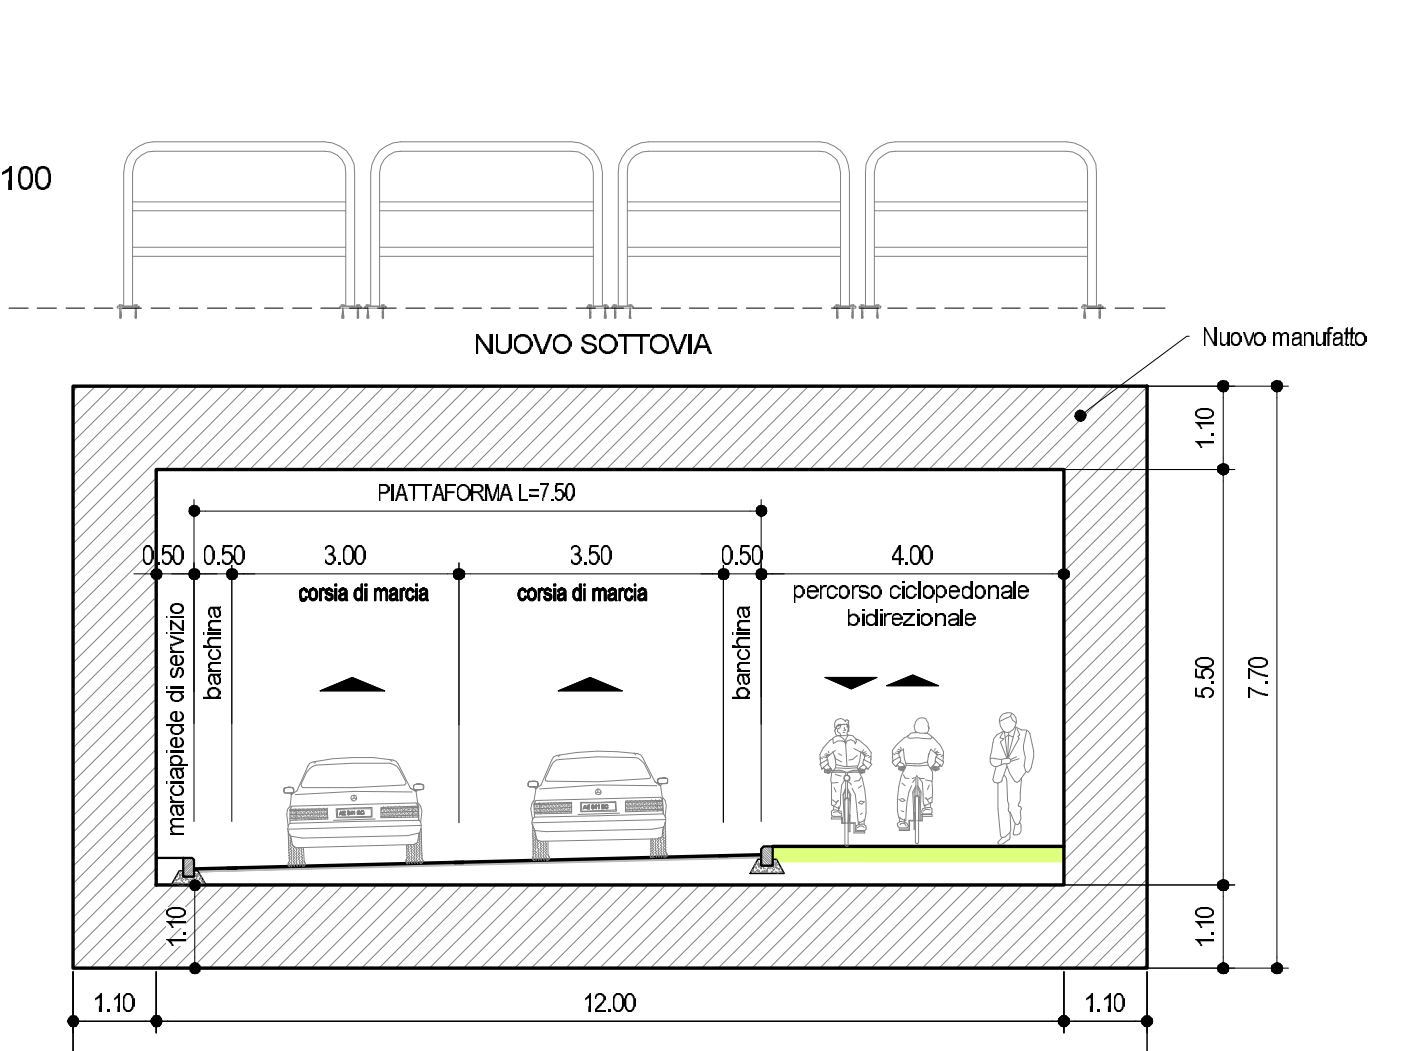 100
NUOVO SOTTOVIA
Nuovo manufatto
PIATTAFORMA L=7.50
0.50 0.50 3.00 3.50 0.50 4.00
corsia di marcia
corsia di marcia
percorso ciclopedonale
bidirezionale
marciapiede di servizio
banchina
banchina
1.10
5.50
7.70
1.10
1.10
1.10 12.00 1.10